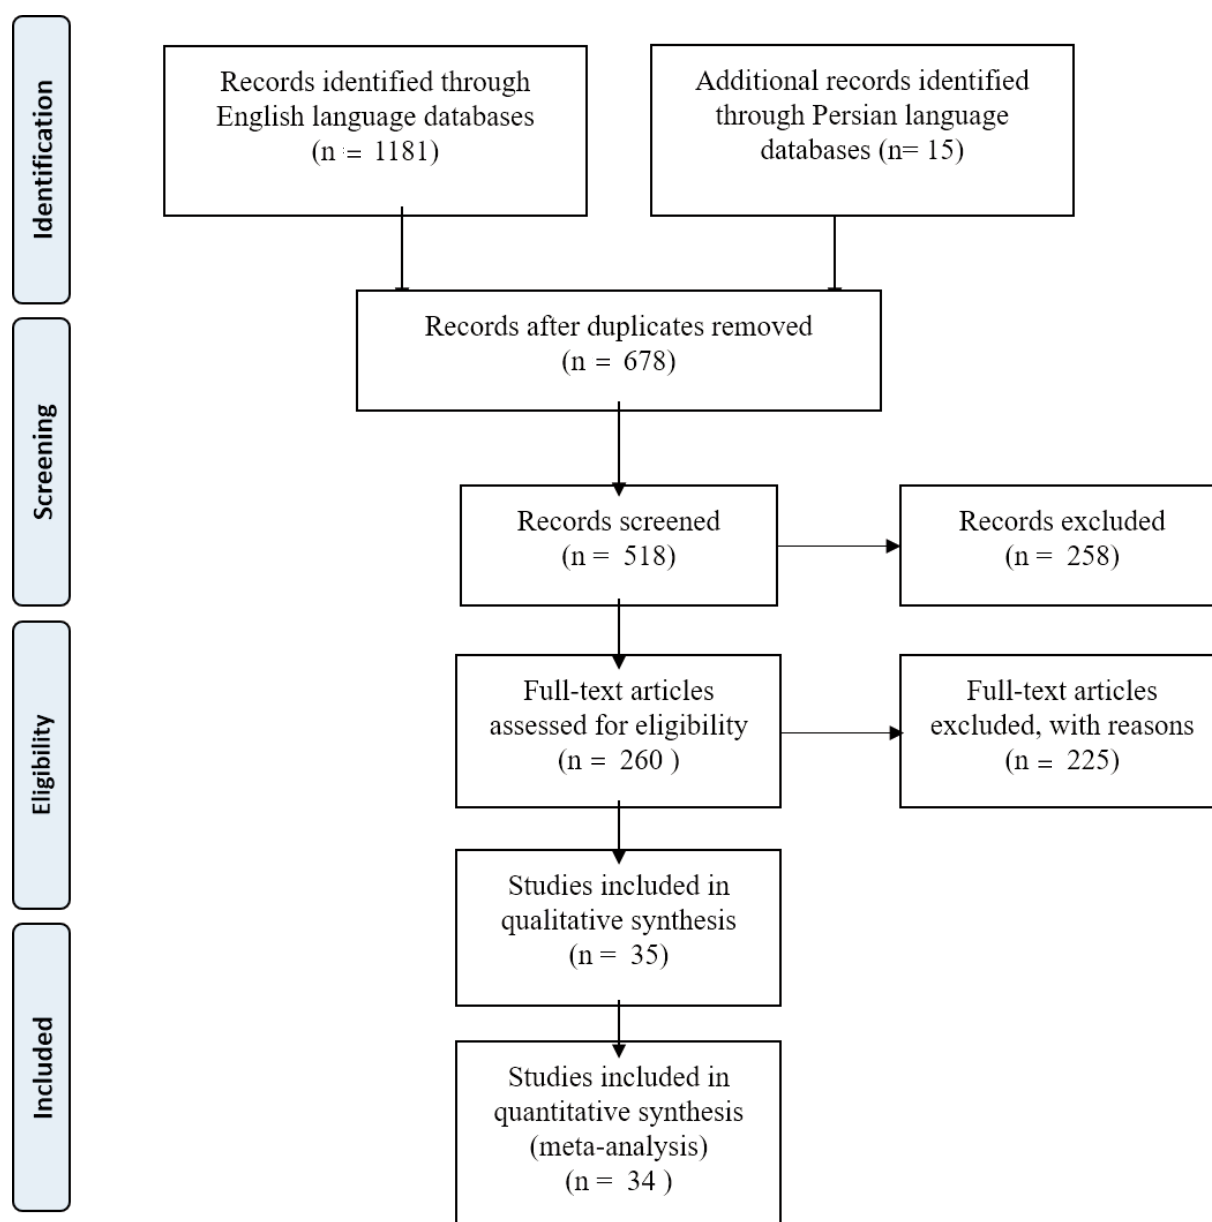 Identification
Records identified through
English language databases
(n = 1181)
Additional records identified
through Persian language
databases (n= 15)
Screening
Records after duplicates removed
(n = 678)
Records screened
(n = 518)
Records excluded
(n = 258)
Eligibility
Full-text articles
assessed for eligibility
(n = 260 )
Full-text articles
excluded, with reasons
(n = 225)
Studies included in
qualitative synthesis
(n = 35)
Included
Studies included in
quantitative synthesis
(meta-analysis)
(n = 34 )